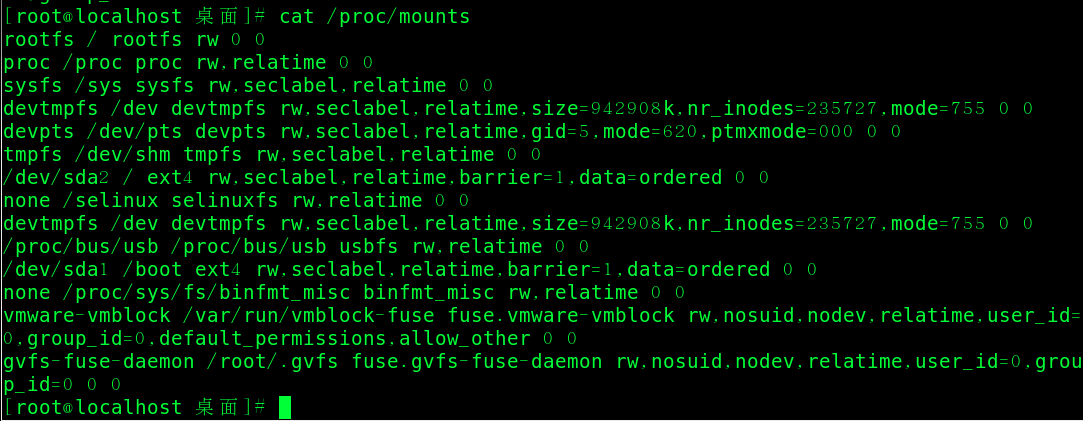 [root@localhost 桌面]# cat /proc/mounts
rootfs / rootfs rw 0 0
proc /proc proc rw,relatime 0 0
sysfs /sys sysfs rw,seclabel,relatime 0 0
devtmpfs /dev devtmpfs rw,seclabel,relatime,size=942908k,nr_inodes=235727,mode=755 0 0
devpts /dev/pts devpts rw,seclabel,relatime,gid=5,mode=620,ptmxmode=000 0 0
tmpfs /dev/shm tmpfs rw,seclabel,relatime 0 0
/dev/sda2 / ext4 rw,seclabel,relatime,barrier=1,data=ordered 0 0
none /selinux selinuxfs rw,relatime 0 0
devtmpfs /dev devtmpfs rw,seclabel,relatime,size=942908k,nr_inodes=235727,mode=755 0 0
/proc/bus/usb /proc/bus/usb usbfs rw,relatime 0 0
/dev/sda1 /boot ext4 rw,seclabel,relatime,barrier=1,data=ordered 0 0
none /proc/sys/fs/binfmt_misc binfmt_misc rw,relatime 0 0
vmware-vmblock /var/run/vmblock-fuse fuse.vmware-vmblock rw,nosuid,nodev,relatime,user_id=
0,group_id=0,default_permissions,allow_other 0 0
gvfs-fuse-daemon /root/.gvfs fuse.gvfs-fuse-daemon rw,nosuid,nodev,relatime,user_id=0,grou
p_id=0 0 0
[root@localhost 桌面]#